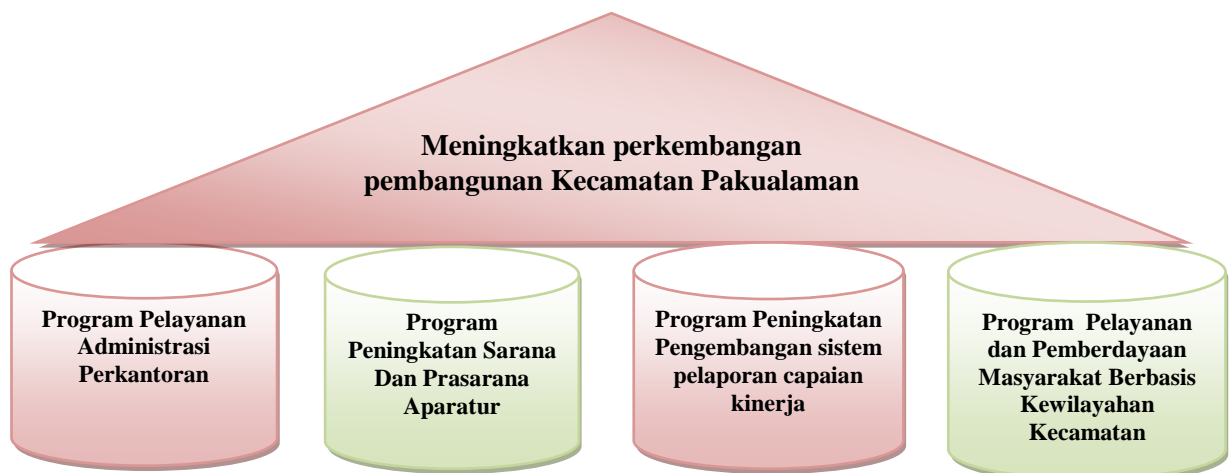 Meningkatkan perkembangan
pembangunan Kecamatan Pakualaman
Program Pelayanan
Administrasi
Perkantoran
Program
Peningkatan Sarana
Dan Prasarana
Aparatur
Program Peningkatan
Pengembangan sistem
pelaporan capaian
kinerja
Program Pelayanan
dan Pemberdayaan
Masyarakat Berbasis
Kewilayahan
Kecamatan